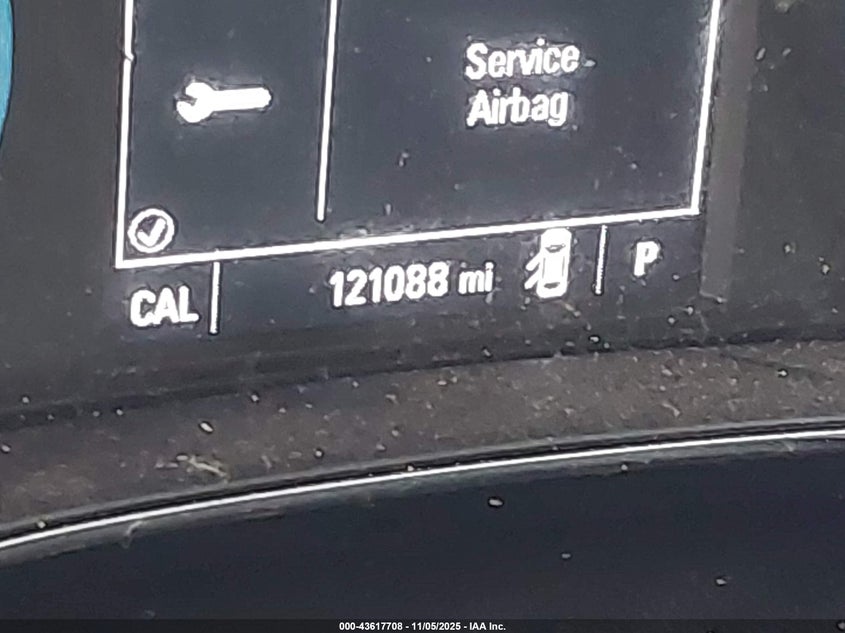 Service
Airbag
CAL
121088 mi
P
000-43617708 - 11/05/2025 - IAA Inc.